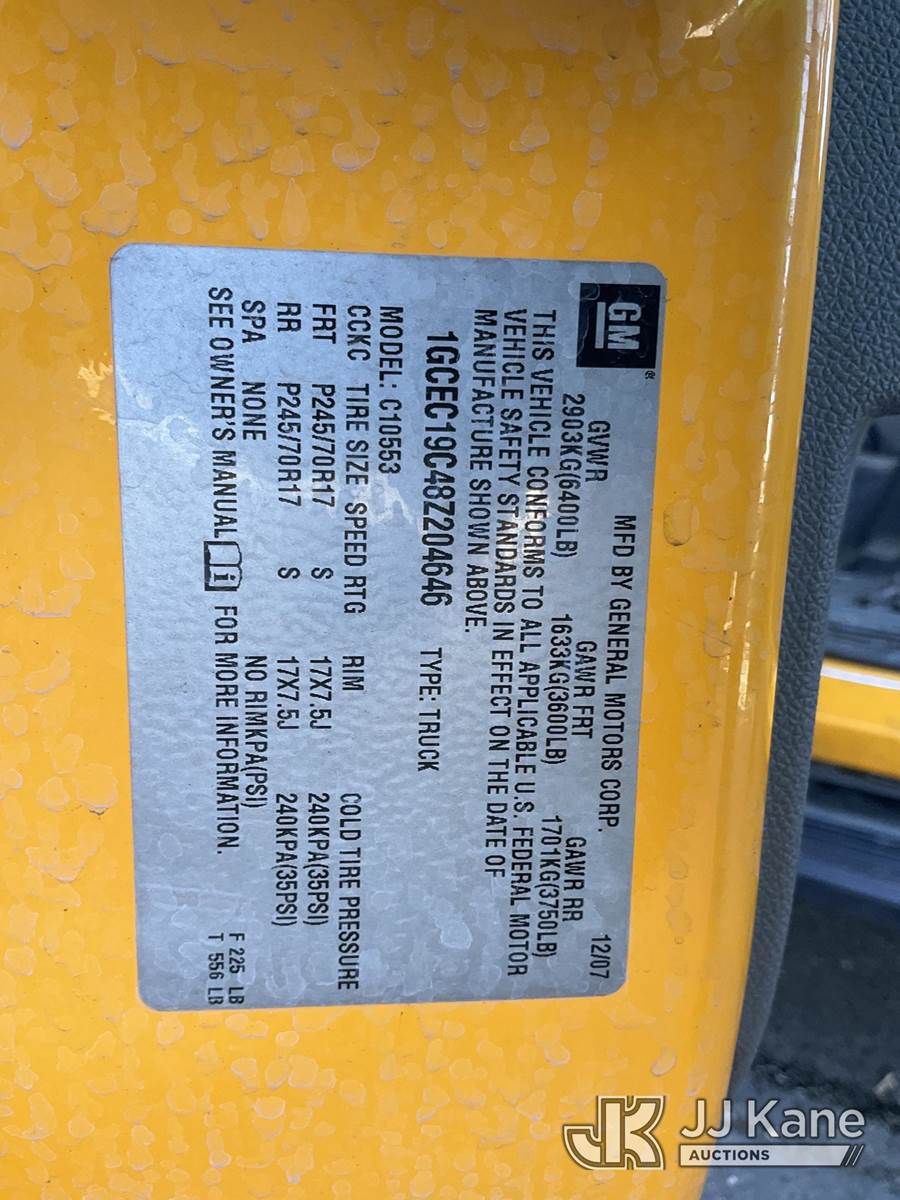 GM
MFD BY GENERAL MOTORS CORP.
12/07
GVWR GAWR FRT GAWR RR
2903KG(6400LB) 1633KG(3600LB) 1701KG(3750LB)
THIS VEHICLE CONFORMS TO ALL APPLICABLE U.S. FEDERAL MOTOR
VEHICLE SAFETY STANDARDS IN EFFECT ON THE DATE OF
MANUFACTURE SHOWN ABOVE.
1GCEC19C48Z204646 TYPE: TRUCK
MODEL: C10553
CCKC TIRE SIZE SPEED RTG RIM COLD TIRE PRESSURE
FRT P245/70R17 S 17X7.5J 240KPA(35PSI)
RR P245/70R17 S 17X7.5J 240KPA(35PSI)
SPA NONE NO RIMKPA(PSI)
SEE OWNER'S MANUAL i FOR MORE INFORMATION.
F 225 LB
T 556 LB
JK JJ Kane
AUCTIONS